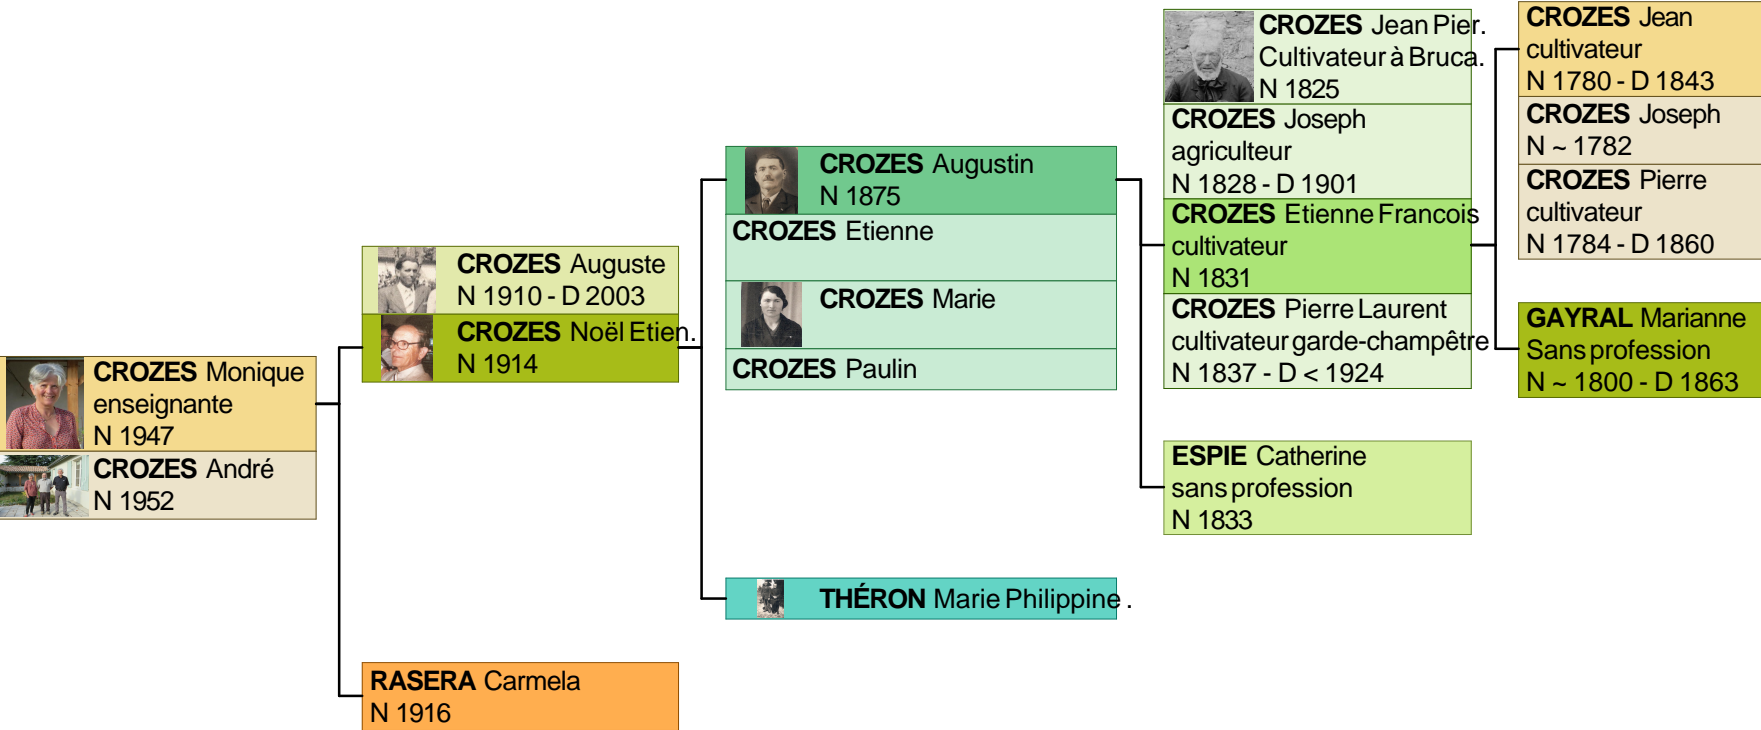 CROZES Monique
enseignante
N 1947
CROZES André
N 1952
CROZES Auguste
N 1910 - D 2003
CROZES Noël Etien.
N 1914
RASERA Carmela
N 1916
CROZES Augustin
N 1875
CROZES Etienne
CROZES Marie
CROZES Paulin
THÉRON Marie Philippine .
CROZES Jean Pier.
Cultivateur à Bruca.
N 1825
CROZES Joseph
agriculteur
N 1828 - D 1901
CROZES Etienne Francois
cultivateur
N 1831
CROZES Pierre Laurent
cultivateur garde-champêtre
N 1837 - D < 1924
ESPIE Catherine
sans profession
N 1833
CROZES Jean
cultivateur
N 1780 - D 1843
CROZES Joseph
N ~ 1782
CROZES Pierre
cultivateur
N 1784 - D 1860
GAYRAL Marianne
Sans profession
N ~ 1800 - D 1863